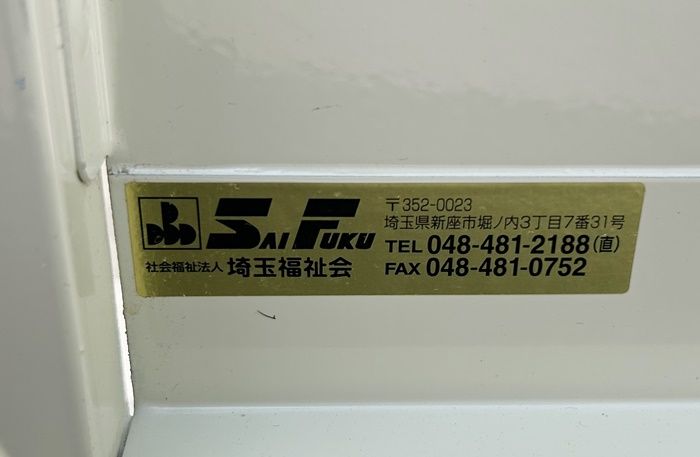 SAI FUKU
社会福祉法人 埼玉福祉会
〒352-0023
埼玉県新座市堀ノ内3丁目7番31号
TEL 048-481-2188(直)
FAX 048-481-0752